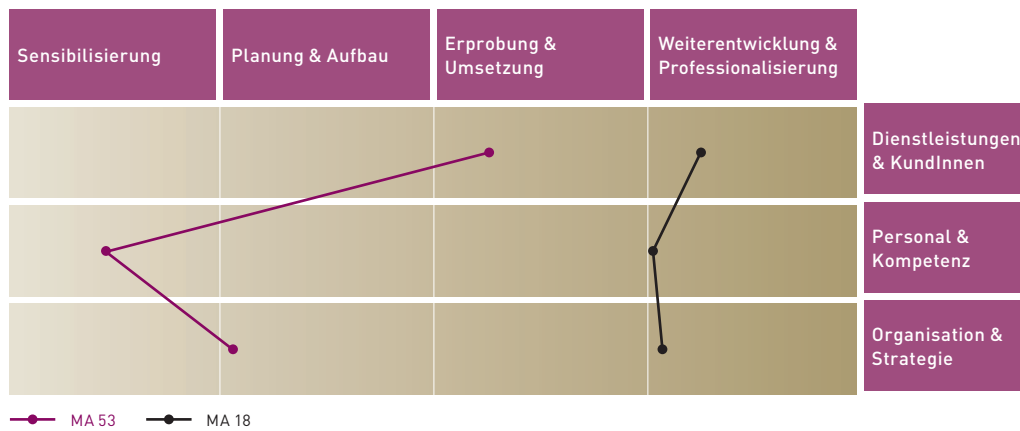 Sensibilisierung
Planung & Aufbau
Erprobung &
Umsetzung
Weiterentwicklung &
Professionalisierung
Dienstleistungen
& KundInnen
Personal &
Kompetenz
Organisation &
Strategie
MA 53
MA 18